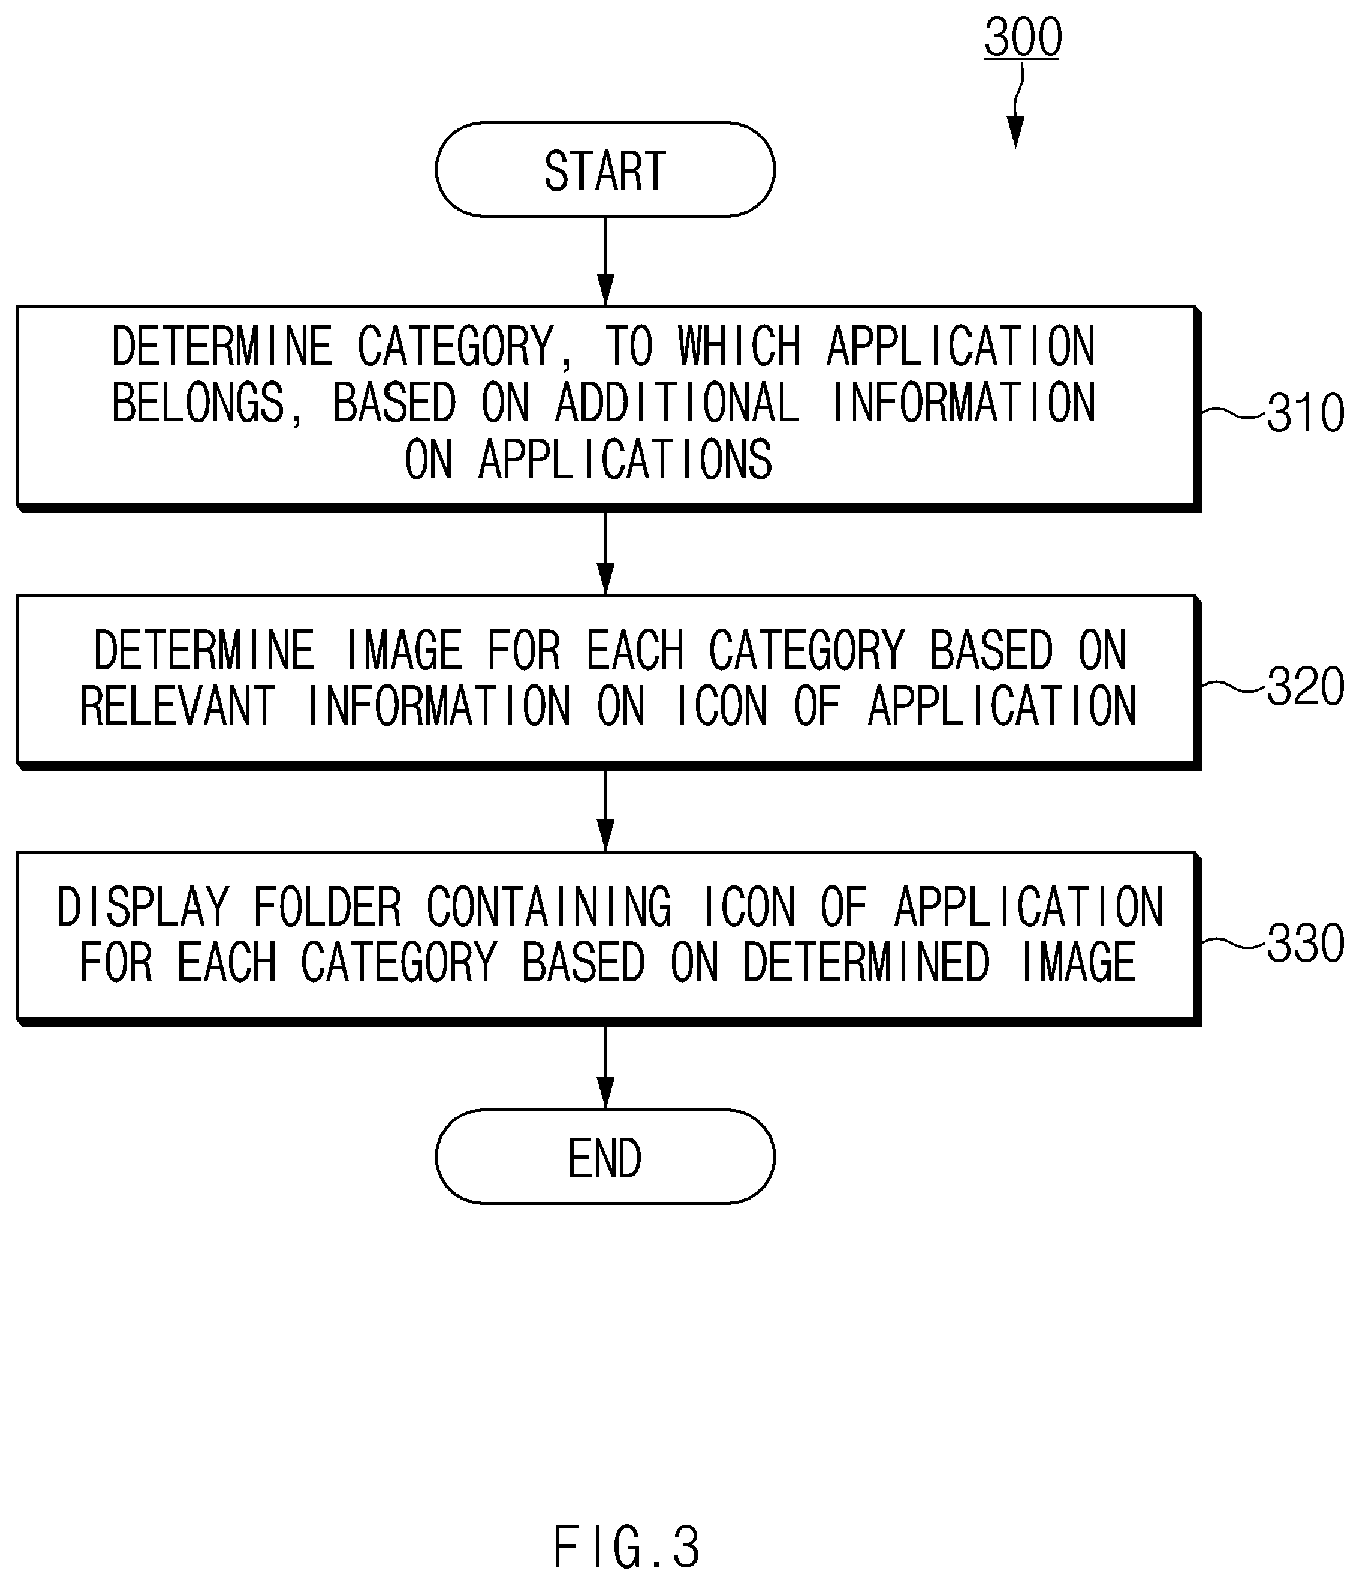 300
START
DETERMINE CATEGORY, TO WHICH APPLICATION
BELONGS, BASED ON ADDITIONAL INFORMATION
ON APPLICATIONS
310
DETERMINE IMAGE FOR EACH CATEGORY BASED ON
RELEVANT INFORMATION ON ICON OF APPLICATION
320
DISPLAY FOLDER CONTAINING ICON OF APPLICATION
FOR EACH CATEGORY BASED ON DETERMINED IMAGE
330
END
FIG.3